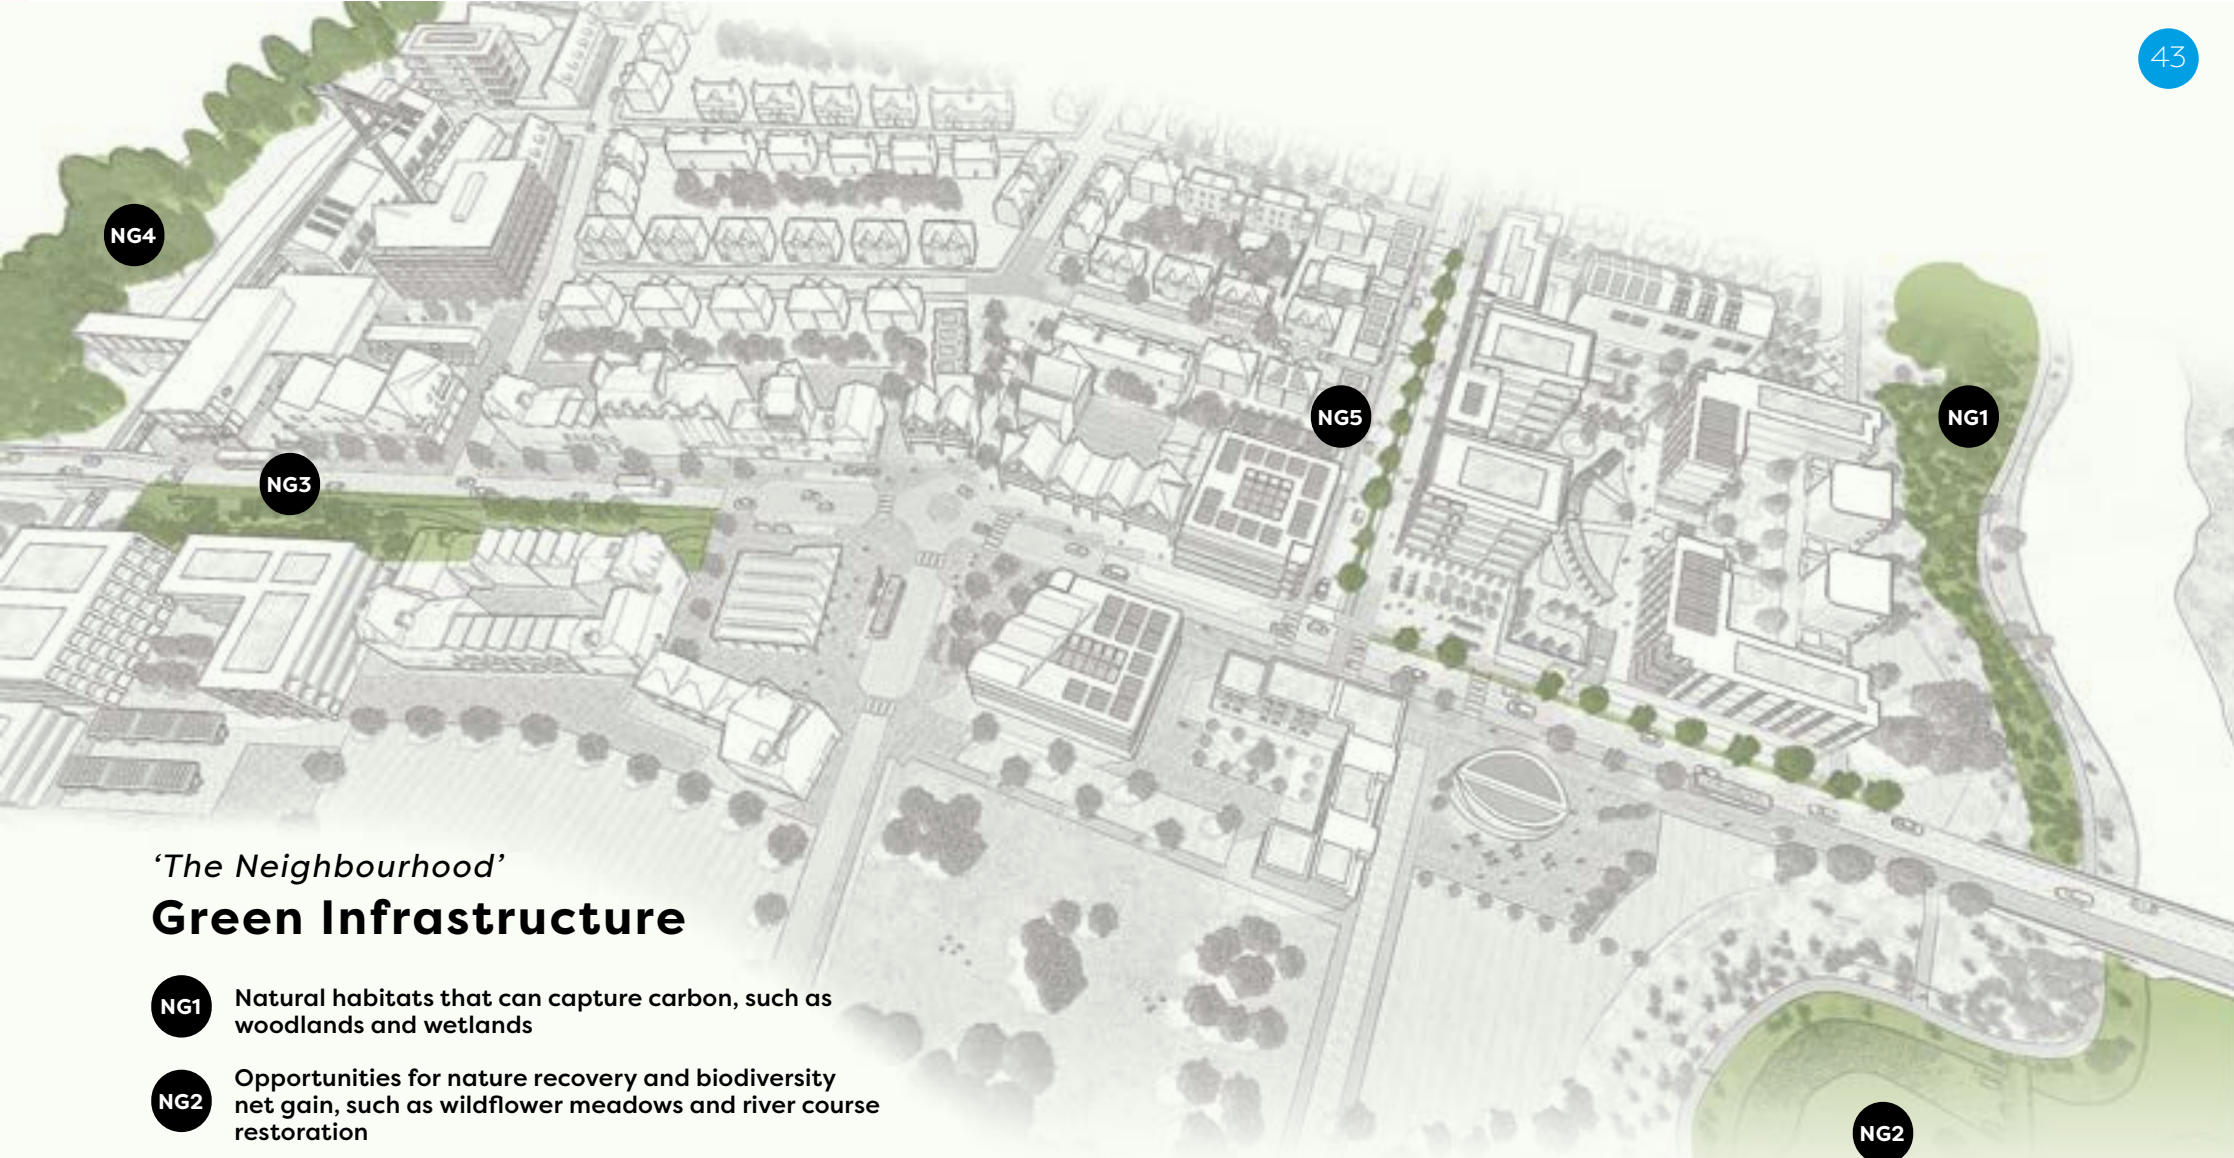 43
NG4
NG5
NG1
NG3
‘The Neighbourhood’
Green Infrastructure
NG1
Natural habitats that can capture carbon, such as
woodlands and wetlands
NG2
Opportunities for nature recovery and biodiversity
net gain, such as wildflower meadows and river course
restoration
NG2